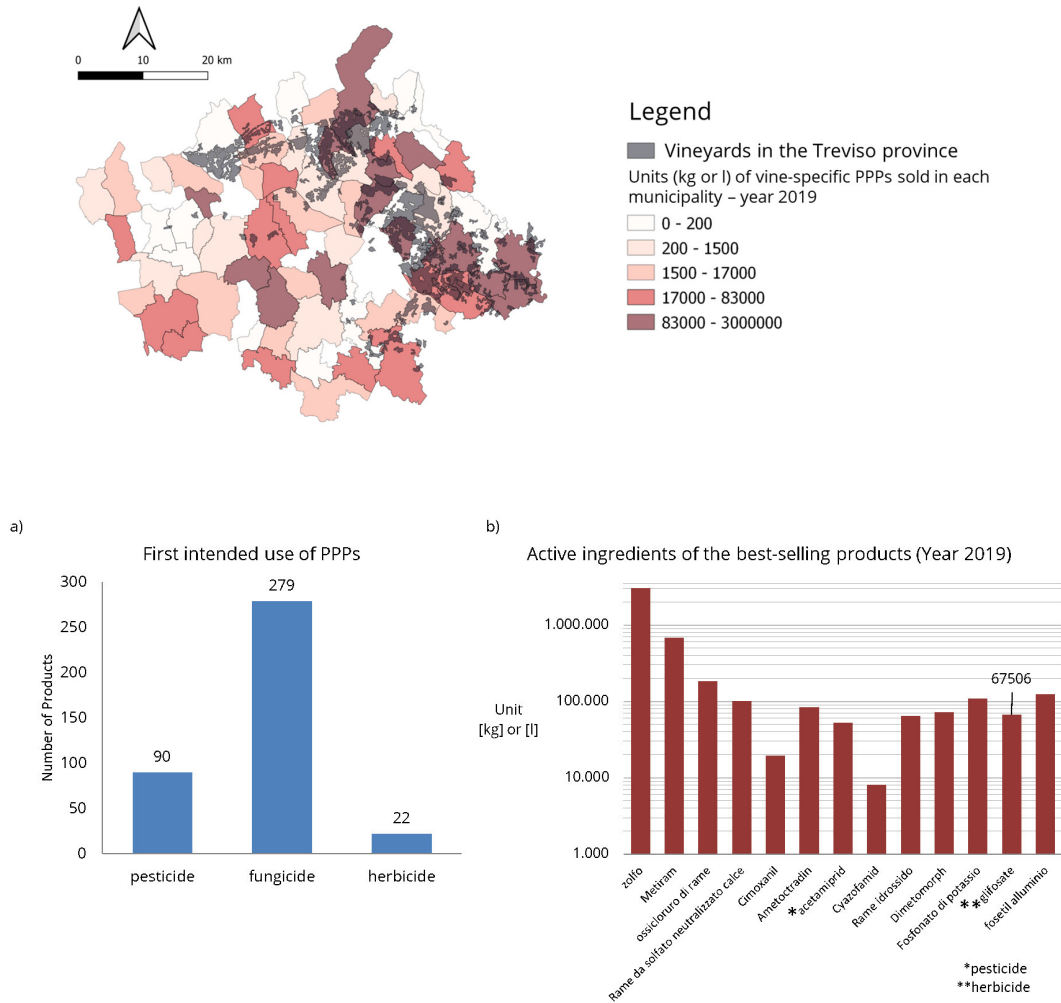 0 10 20 km
Legend
Vineyards in the Treviso province
Units (kg or l) of vine-specific PPPs sold in each
municipality – year 2019
0 - 200
200 - 1500
1500 - 17000
17000 - 83000
83000 - 3000000
a)
First intended use of PPPs
Number of Products
300
250
200
150
100
50
0
90
279
22
pesticide
fungicide
herbicide
b)
Active ingredients of the best-selling products (Year 2019)
Unit
[kg] or [l]
1.000.000
100.000
10.000
1.000
67506
zolfo
Metiram
ossicloruro di rame
Rame da solfato neutralizzato calce
Cimoxanil
Ametoctradin
*acetamiprid
Cyazofamid
Rame idrossido
Dimetomorph
Fosfonato di potassio
**glifosate
fosetil alluminio
*pesticide
**herbicide